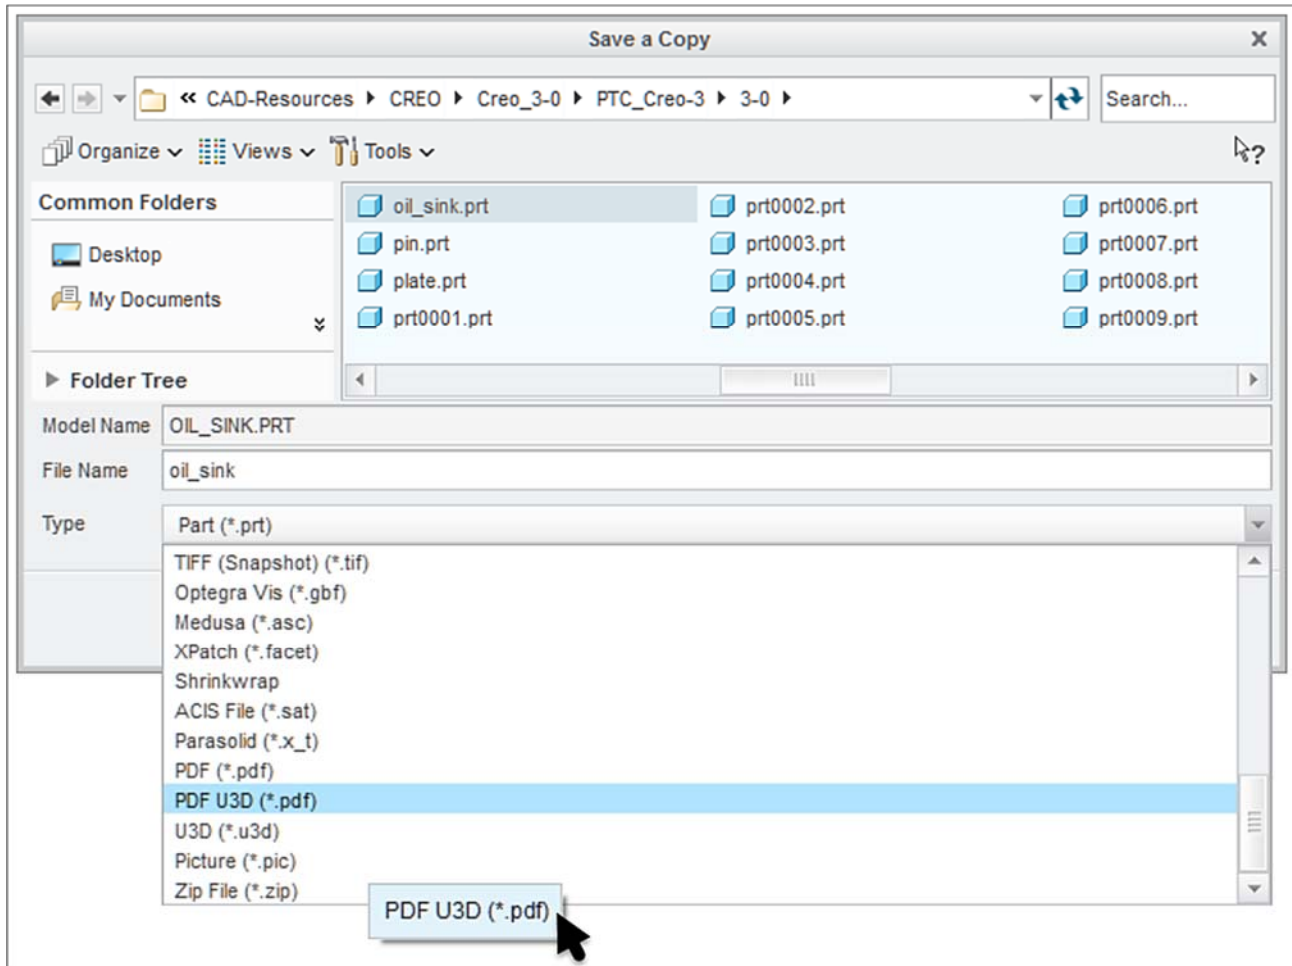 Save a Copy
« CAD-Resources CREO Creo_3-0 PTC_Creo-3 3-0
Search...
Organize Views Tools
?
Common Folders
Desktop
My Documents
Folder Tree
oil_sink.prt prt0002.prt prt0006.prt
pin.prt prt0003.prt prt0007.prt
plate.prt prt0004.prt prt0008.prt
prt0001.prt prt0005.prt prt0009.prt
Model Name OIL_SINK.PRT
File Name oil_sink
Type Part (*.prt)
TIFF (Snapshot) (*.tif)
Optegra Vis (*.gbf)
Medusa (*.asc)
XPatch (*.facet)
Shrinkwrap
ACIS File (*.sat)
Parasolid (*.x_t)
PDF (*.pdf)
PDF U3D (*.pdf)
U3D (*.u3d)
Picture (*.pic)
Zip File (*.zip)
PDF U3D (*.pdf)